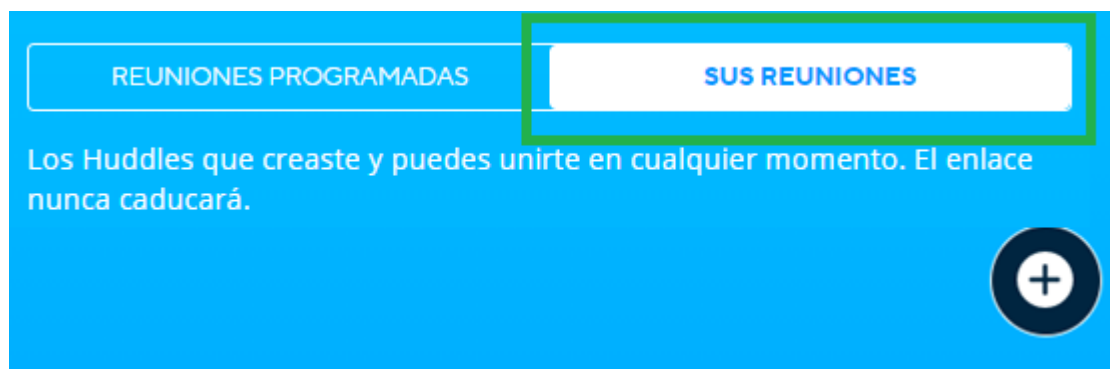 REUNIONES PROGRAMADAS
SUS REUNIONES
Los Huddles que creaste y puedes unirte en cualquier momento. El enlace
nunca caducará.